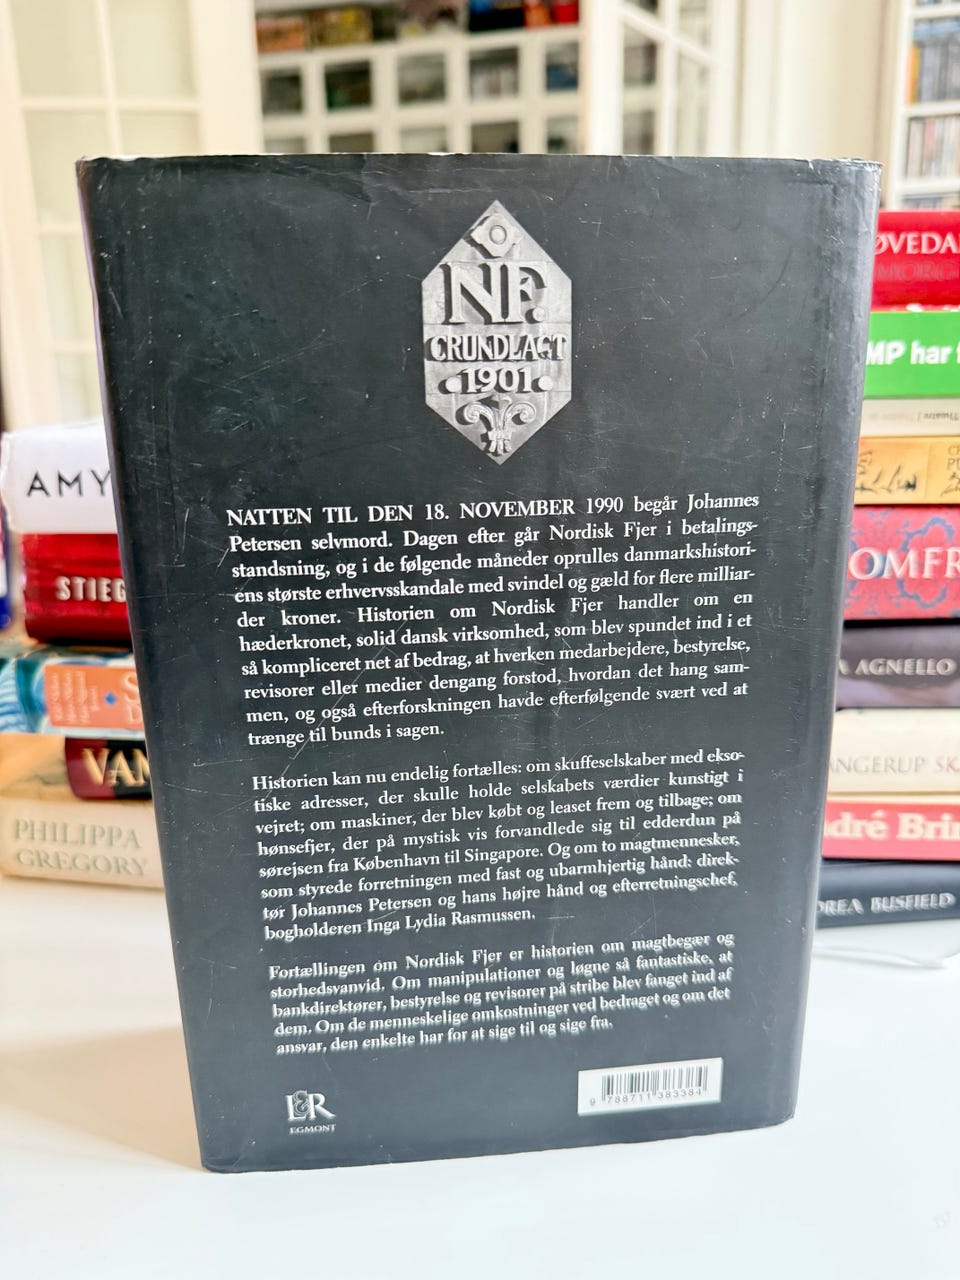 NF.
GRUNDLAGT
1901
NATTEN TIL DEN 18. NOVEMBER 1990 begår Johannes
Petersen selvmord. Dagen efter går Nordisk Fjer i betalings-
standsning, og i de følgende måneder oprulles danmarkshistori-
ens største erhvervsskandale med svindel og gæld for flere milliar-
der kroner. Historien om Nordisk Fjer handler om en
hæderkronet, solid dansk virksomhed, som blev spundet ind i et
så kompliceret net af bedrag, at hverken medarbejdere, bestyrelse,
revisorer eller medier dengang forstod, hvordan det hang sam-
men, og også efterforskningen havde efterfølgende svært ved at
trænge til bunds i sagen.
Historien kan nu endelig fortælles: om skuffeselskaber med ekso-
tiske adresser, der skulle holde selskabets værdier kunstigt i
vejret; om maskiner, der blev købt og leaset frem og tilbage; om
hønsefjer, der på mystisk vis forvandlede sig til edderdun på
sørejsen fra København til Singapore. Og om to magtmennesker,
som styrede forretningen med fast og ubarmhjertig hånd: direk-
tør Johannes Petersen og hans højre hånd og efterretningschef,
bogholderen Inga Lydia Rasmussen.
Fortællingen om Nordisk Fjer er historien om magtbegær og
storhedsvanvid. Om manipulationer og løgne så fantastiske, at
bankdirektører, bestyrelse og revisorer på stribe blev fanget ind af
dem. Om de menneskelige omkostninger ved bedraget og om det
ansvar, den enkelte har for at sige til og sige fra.
L&R
EGMONT
9 788711 383384
AMY
STIEG
VAN
PHILIPPA
GREGORY
ØVEDA
MP har
OMFR
A AGNELLO
ANGERUP SK
dré Brin
DREA BUSFIELD